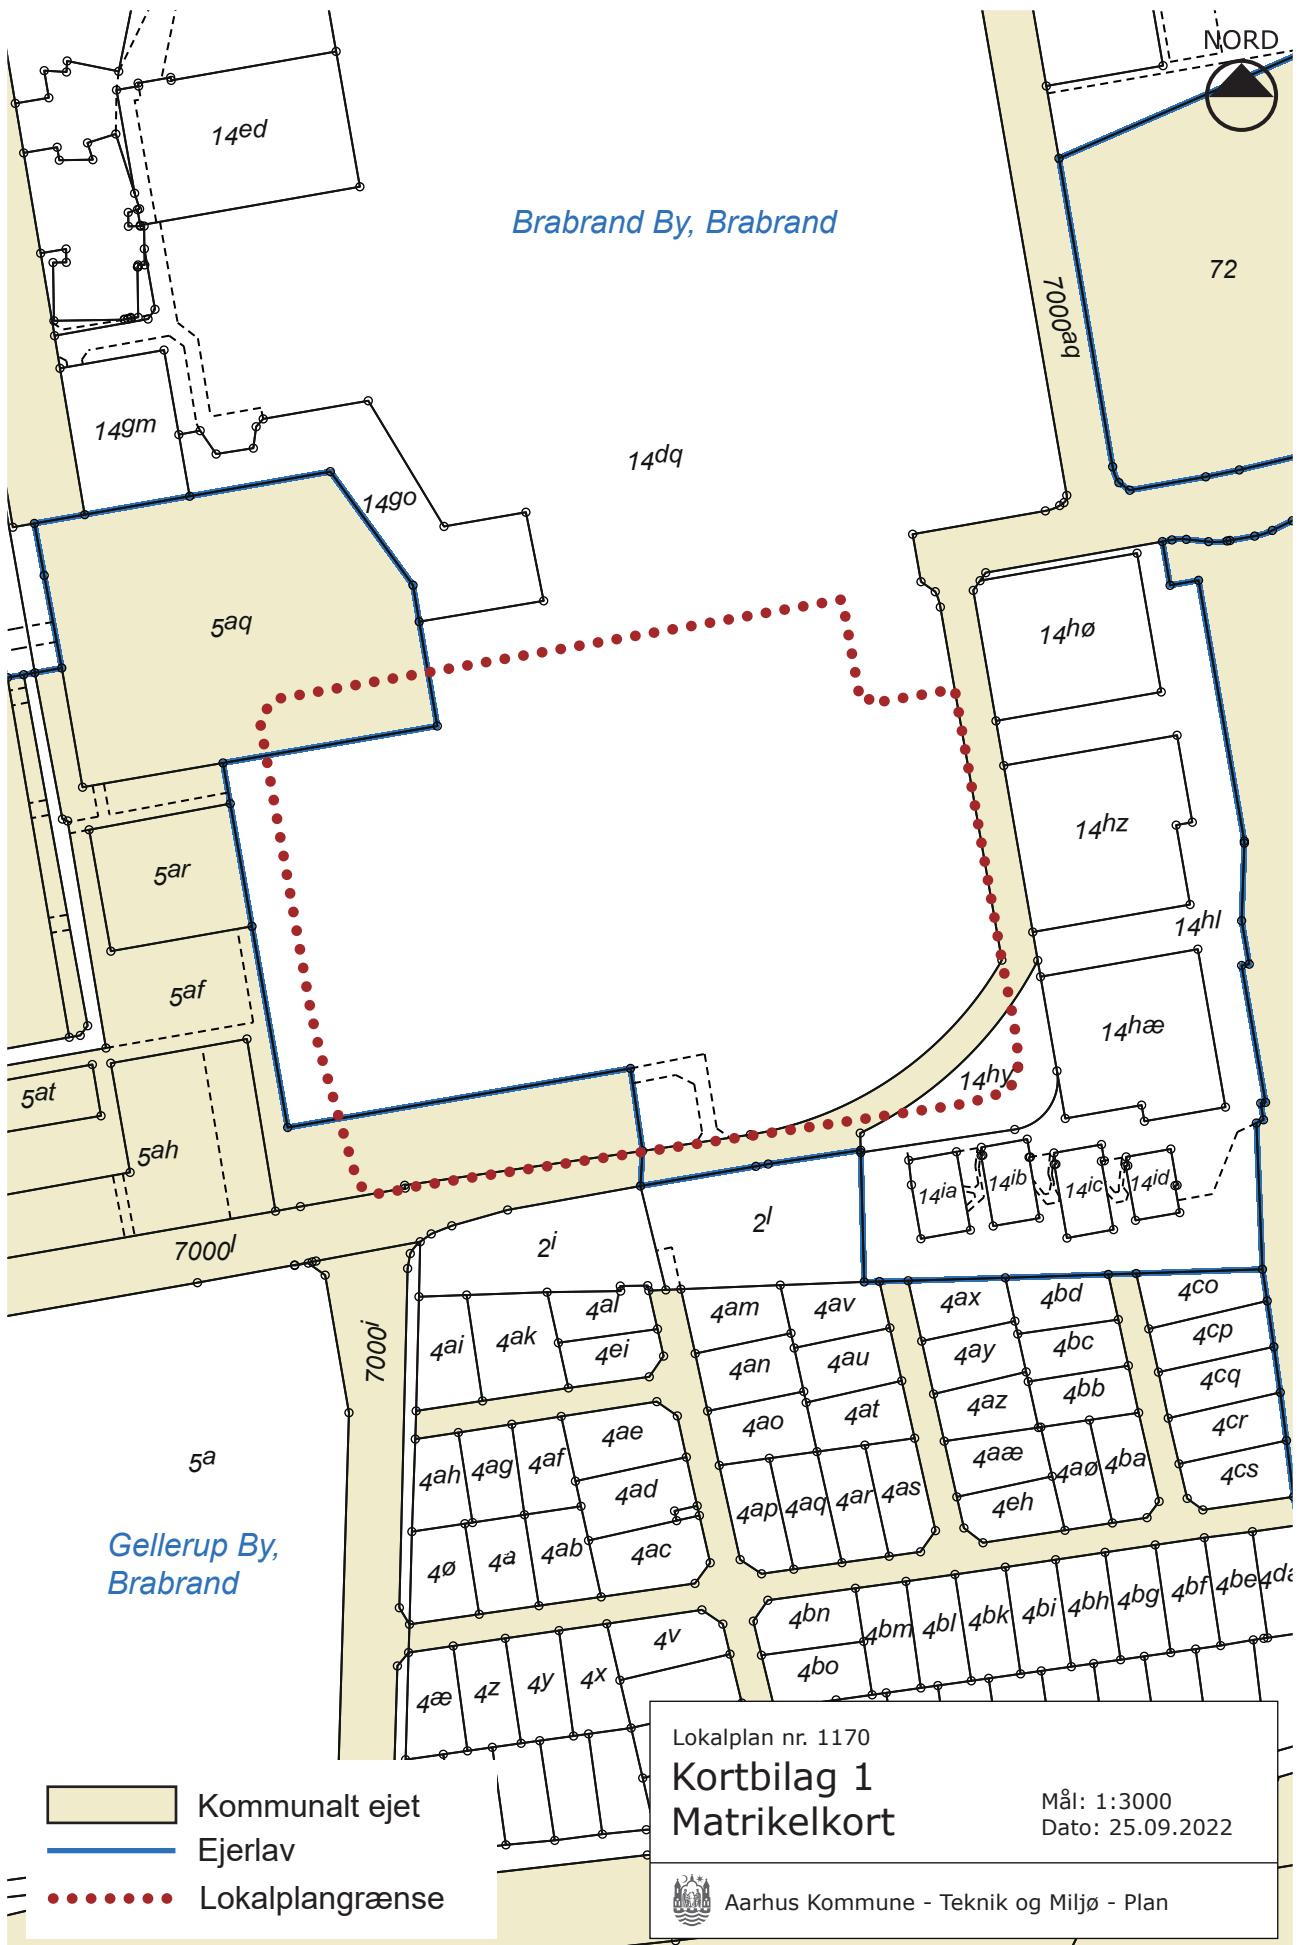 NORD
14ed
Brabrand By, Brabrand
72
7000aq
14gm
14dq
14go
5aq
14hø
14hz
5ar
14hl
5af
14hæ
14hy
5at
5ah
14ia
14ib
14ic
14id
2l
2i
7000l
7000i
4al
4am
4av
4ax
4bd
4co
4ai
4ak
4ei
4an
4au
4ay
4bc
4cp
4ao
4at
4az
4bb
4cq
4ae
4cr
4ah
4ag
4af
4aæ
4aø
4ba
4cs
5a
4ad
4ap
4aq
4ar
4as
4eh
4ø
4a
4ab
4ac
Gellerup By,
Brabrand
4bn
4bm
4bl
4bk
4bi
4bh
4bg
4bf
4be
4da
4v
4bo
4æ
4z
4y
4x
Lokalplan nr. 1170
Kortbilag 1
Matrikelkort
Mål: 1:3000
Dato: 25.09.2022
Aarhus Kommune - Teknik og Miljø - Plan
Kommunalt ejet
Ejerlav
Lokalplangrænse